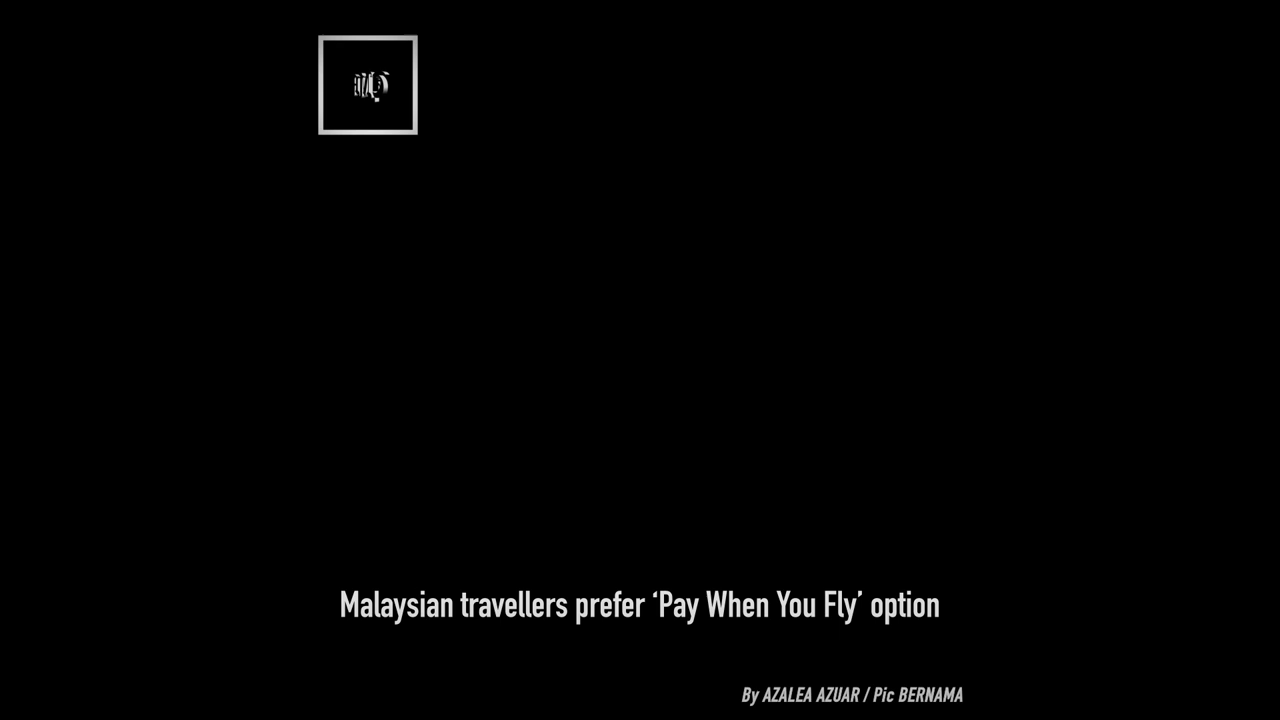 Malaysian travellers prefer ‘Pay When You Fly’ option
By AZALEA AZUAR / Pic BERNAMA